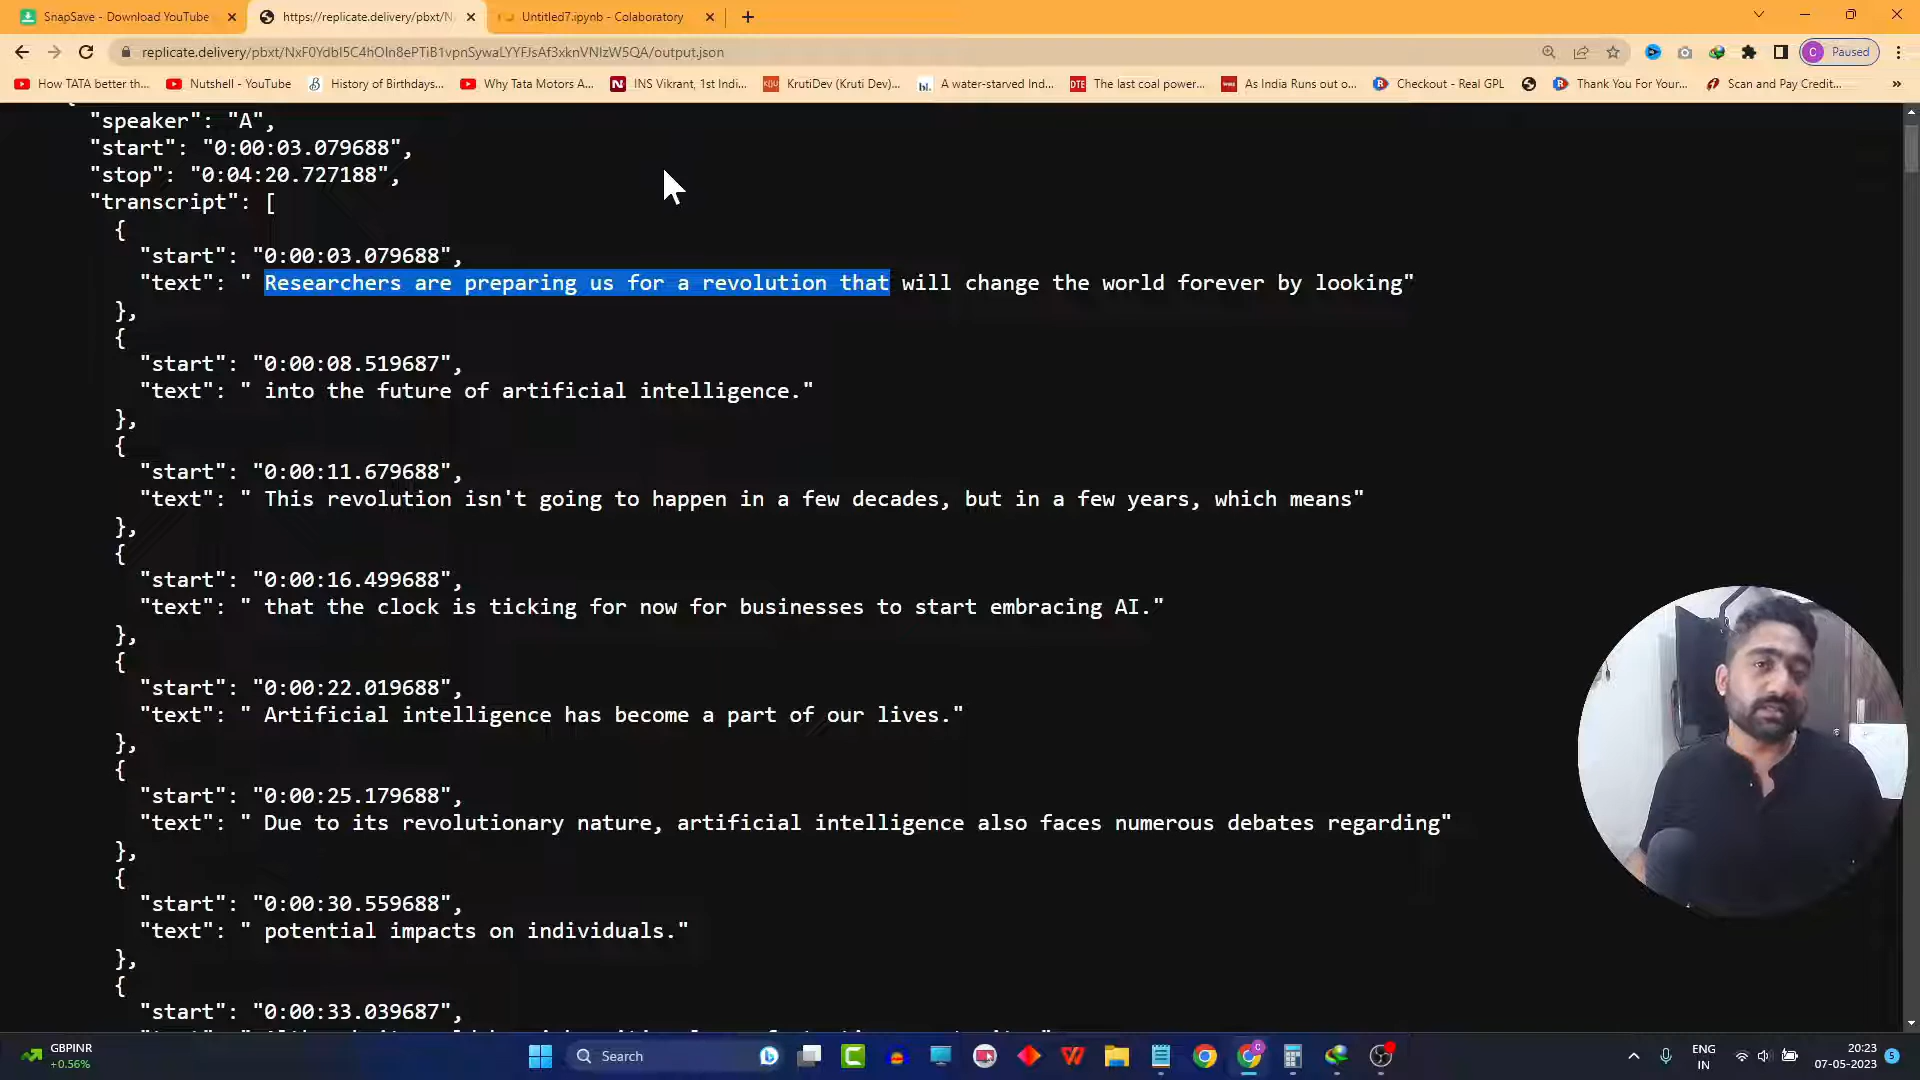 SnapSave - Download YouTube
https://replicate.delivery/pbxt/N
Untitled7.ipynb - Colaboratory
replicate.delivery/pbxt/NxF0YdbI5C4hOIn8ePTiB1vpnSywaLYYFJsAf3xknVNIzW5QA/output.json
Paused
How TATA better th...
Nutshell - YouTube
History of Birthdays...
Why Tata Motors A...
INS Vikrant, 1st Indi...
KrutiDev (Kruti Dev)...
A water-starved Ind...
The last coal power...
As India Runs out o...
Checkout - Real GPL
Thank You For Your...
Scan and Pay Credit...
"speaker": "A",
"start": "0:00:03.079688",
"stop": "0:04:20.727188",
"transcript": [
{
"start": "0:00:03.079688",
"text": " Researchers are preparing us for a revolution that will change the world forever by looking"
},
{
"start": "0:00:08.519687",
"text": " into the future of artificial intelligence."
},
{
"start": "0:00:11.679688",
"text": " This revolution isn't going to happen in a few decades, but in a few years, which means"
},
{
"start": "0:00:16.499688",
"text": " that the clock is ticking for now for businesses to start embracing AI."
},
{
"start": "0:00:22.019688",
"text": " Artificial intelligence has become a part of our lives."
},
{
"start": "0:00:25.179688",
"text": " Due to its revolutionary nature, artificial intelligence also faces numerous debates regarding"
},
{
"start": "0:00:30.559688",
"text": " potential impacts on individuals."
},
{
"start": "0:00:33.039687",
GBPINR
+0.56%
Search
ENG
IN
20:23
07-05-2023
5